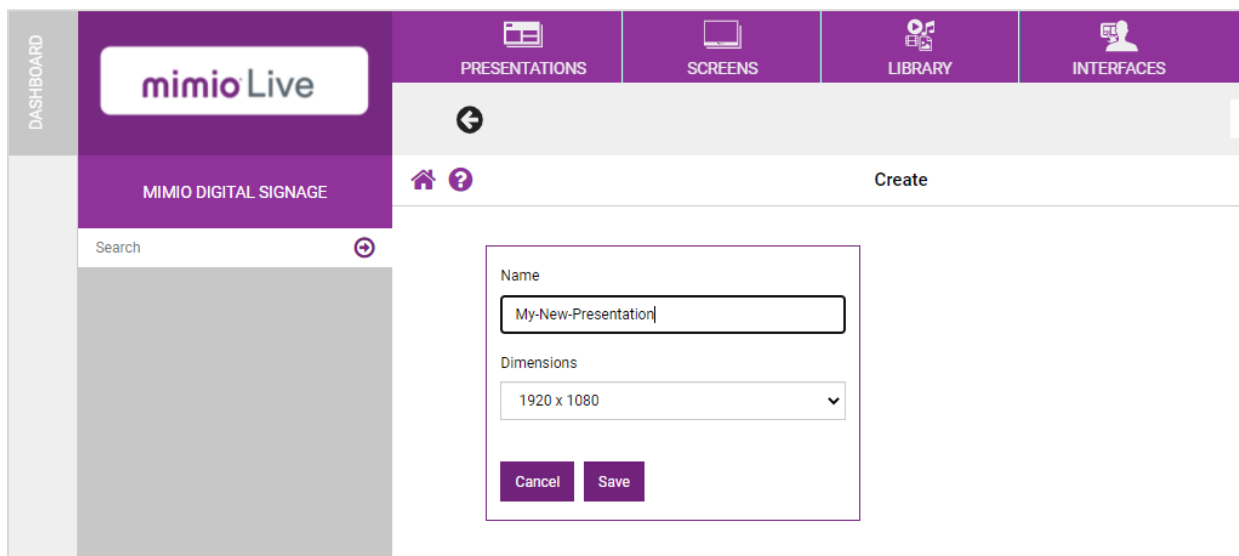 DASHBOARD
mimio Live
PRESENTATIONS
SCREENS
LIBRARY
INTERFACES
MIMIO DIGITAL SIGNAGE
Create
Search
Name
My-New-Presentation
Dimensions
1920 x 1080
Cancel
Save